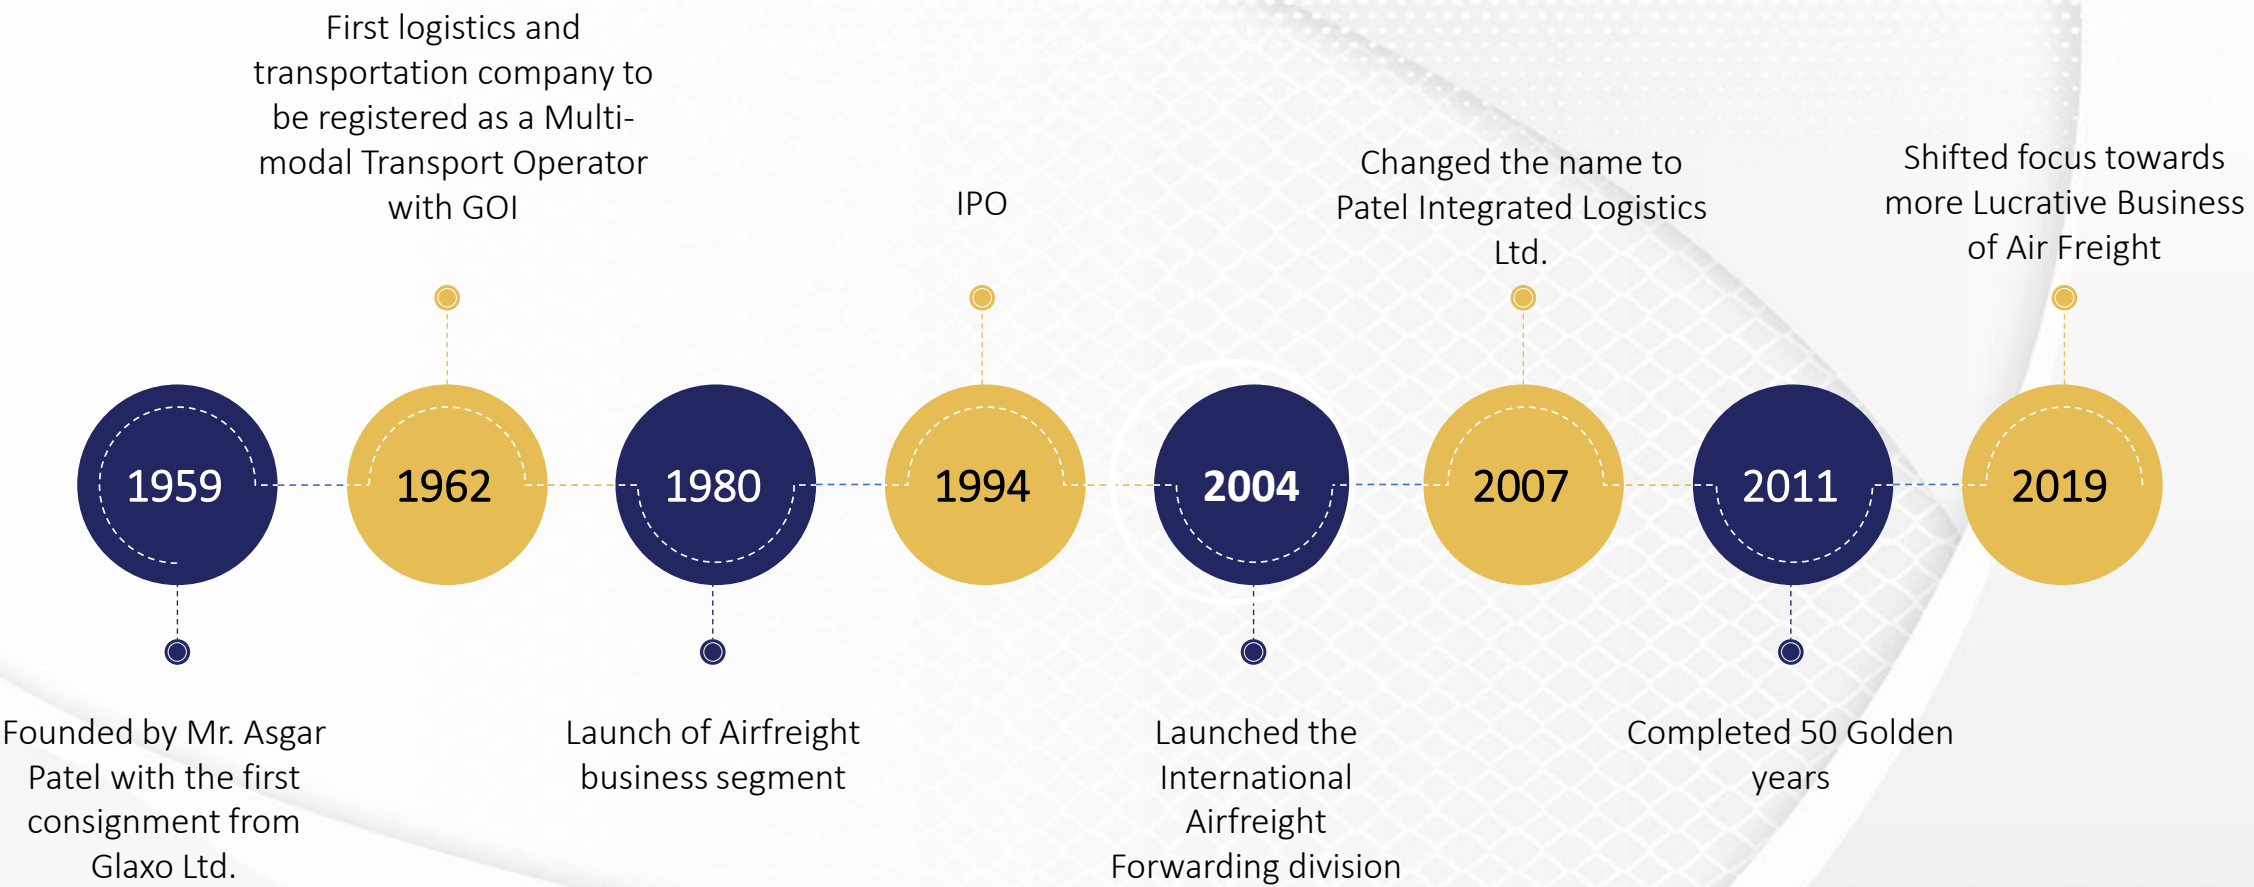 First logistics and
transportation company to
be registered as a Multi-
modal Transport Operator
with GOI
IPO
Changed the name to
Patel Integrated Logistics
Ltd.
Shifted focus towards
more Lucrative Business
of Air Freight
1959
1962
1980
1994
2004
2007
2011
2019
Founded by Mr. Asgar
Patel with the first
consignment from
Glaxo Ltd.
Launch of Airfreight
business segment
Launched the
International
Airfreight
Forwarding division
Completed 50 Golden
years